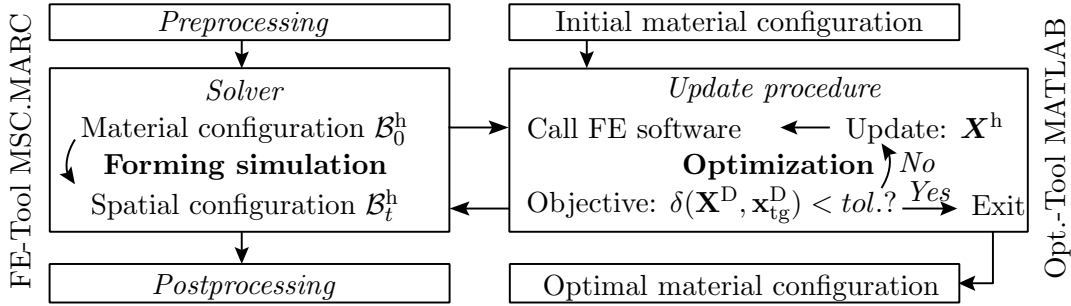 FE-Tool MSC.MARC
Preprocessing
Solver
Material configuration 𝓑₀ʰ
Forming simulation
Spatial configuration 𝓑ₜʰ
Postprocessing
Initial material configuration
Update procedure
Call FE software
Update: Xʰ
Optimization
No
Objective: δ(Xᴰ, x_tgᴰ) < tol.?
Yes
Exit
Optimal material configuration
Opt.-Tool MATLAB